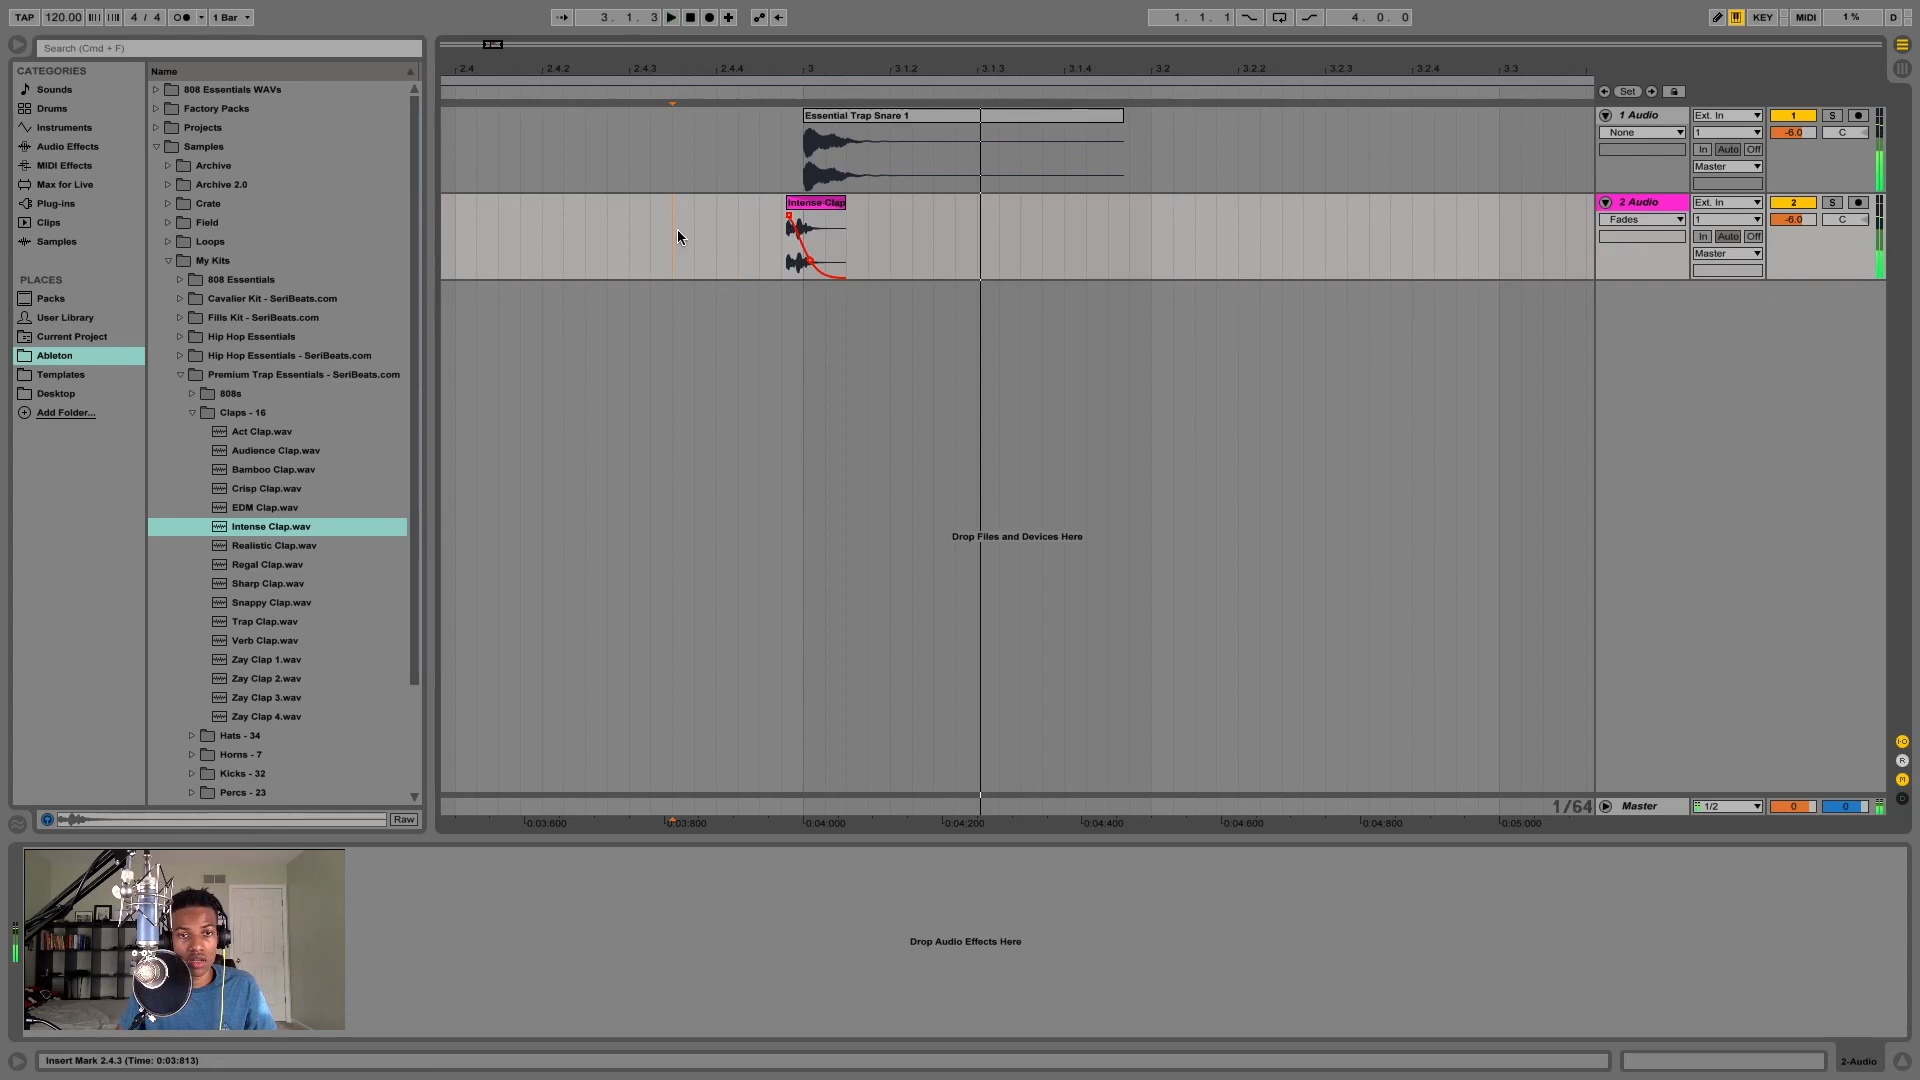 TAP 120.00 4 / 4 1 Bar 3. 1. 3 1. 1. 1 4. 0. 0 KEY MIDI 1 % D
Search (Cmd + F)
CATEGORIES
Sounds
Drums
Instruments
Audio Effects
MIDI Effects
Max for Live
Plug-ins
Clips
Samples
PLACES
Packs
User Library
Current Project
Ableton
Templates
Desktop
Add Folder...
Name
808 Essentials WAVs
Factory Packs
Projects
Samples
Archive
Archive 2.0
Crate
Field
Loops
My Kits
808 Essentials
Cavalier Kit - SeriBeats.com
Fills Kit - SeriBeats.com
Hip Hop Essentials
Hip Hop Essentials - SeriBeats.com
Premium Trap Essentials - SeriBeats.com
808s
Claps - 16
Act Clap.wav
Audience Clap.wav
Bamboo Clap.wav
Crisp Clap.wav
EDM Clap.wav
Intense Clap.wav
Realistic Clap.wav
Regal Clap.wav
Sharp Clap.wav
Snappy Clap.wav
Trap Clap.wav
Verb Clap.wav
Zay Clap 1.wav
Zay Clap 2.wav
Zay Clap 3.wav
Zay Clap 4.wav
Hats - 34
Horns - 7
Kicks - 32
Percs - 23
Raw
2.4 2.4.2 2.4.3 2.4.4 3 3.1.2 3.1.3 3.1.4 3.2 3.2.2 3.2.3 3.2.4 3.3
Set
Essential Trap Snare 1
Intense Clap
Drop Files and Devices Here
1 Audio Ext. In 1 S
None 1 -6.0 C
In Auto Off
Master
2 Audio Ext. In 2 S
Fades 1 -6.0 C
In Auto Off
Master
I·O
R
M
D
1/64 Master 1/2 0 0
0:03:600 0:03:800 0:04:000 0:04:200 0:04:400 0:04:600 0:04:800 0:05:000
Drop Audio Effects Here
Insert Mark 2.4.3 (Time: 0:03:813)
2-Audio